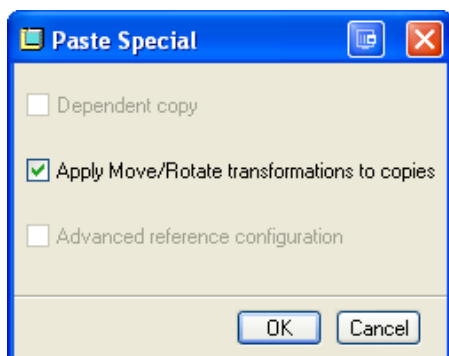 Paste Special
Dependent copy
Apply Move/Rotate transformations to copies
Advanced reference configuration
OK Cancel